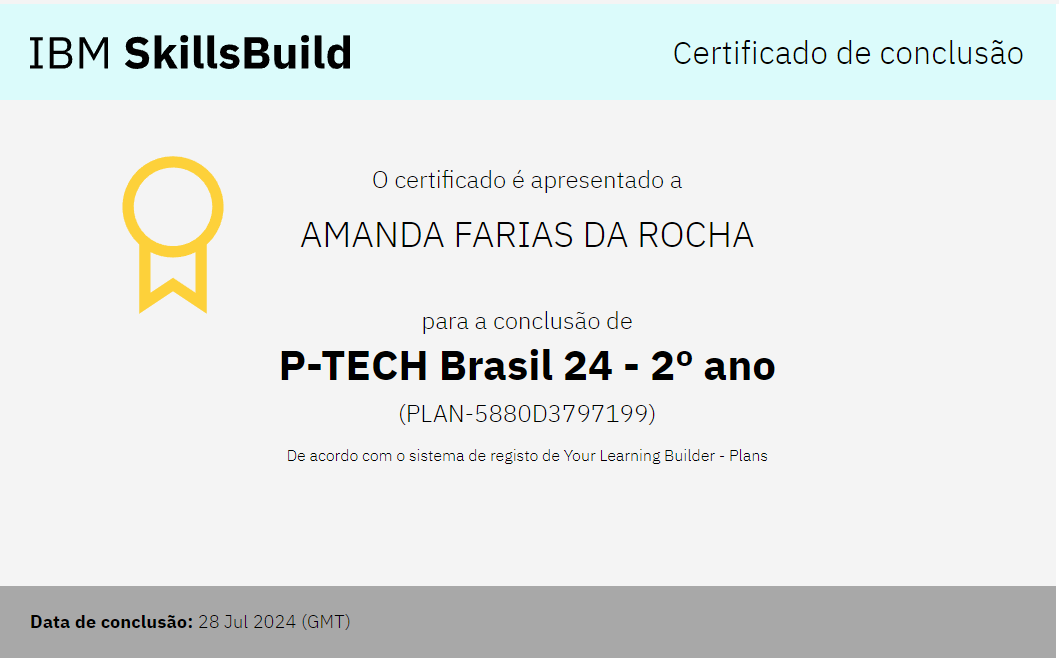 IBM SkillsBuild
Certificado de conclusão
O certificado é apresentado a
AMANDA FARIAS DA ROCHA
para a conclusão de
P-TECH Brasil 24 - 2º ano
(PLAN-5880D3797199)
De acordo com o sistema de registo de Your Learning Builder - Plans
Data de conclusão: 28 Jul 2024 (GMT)